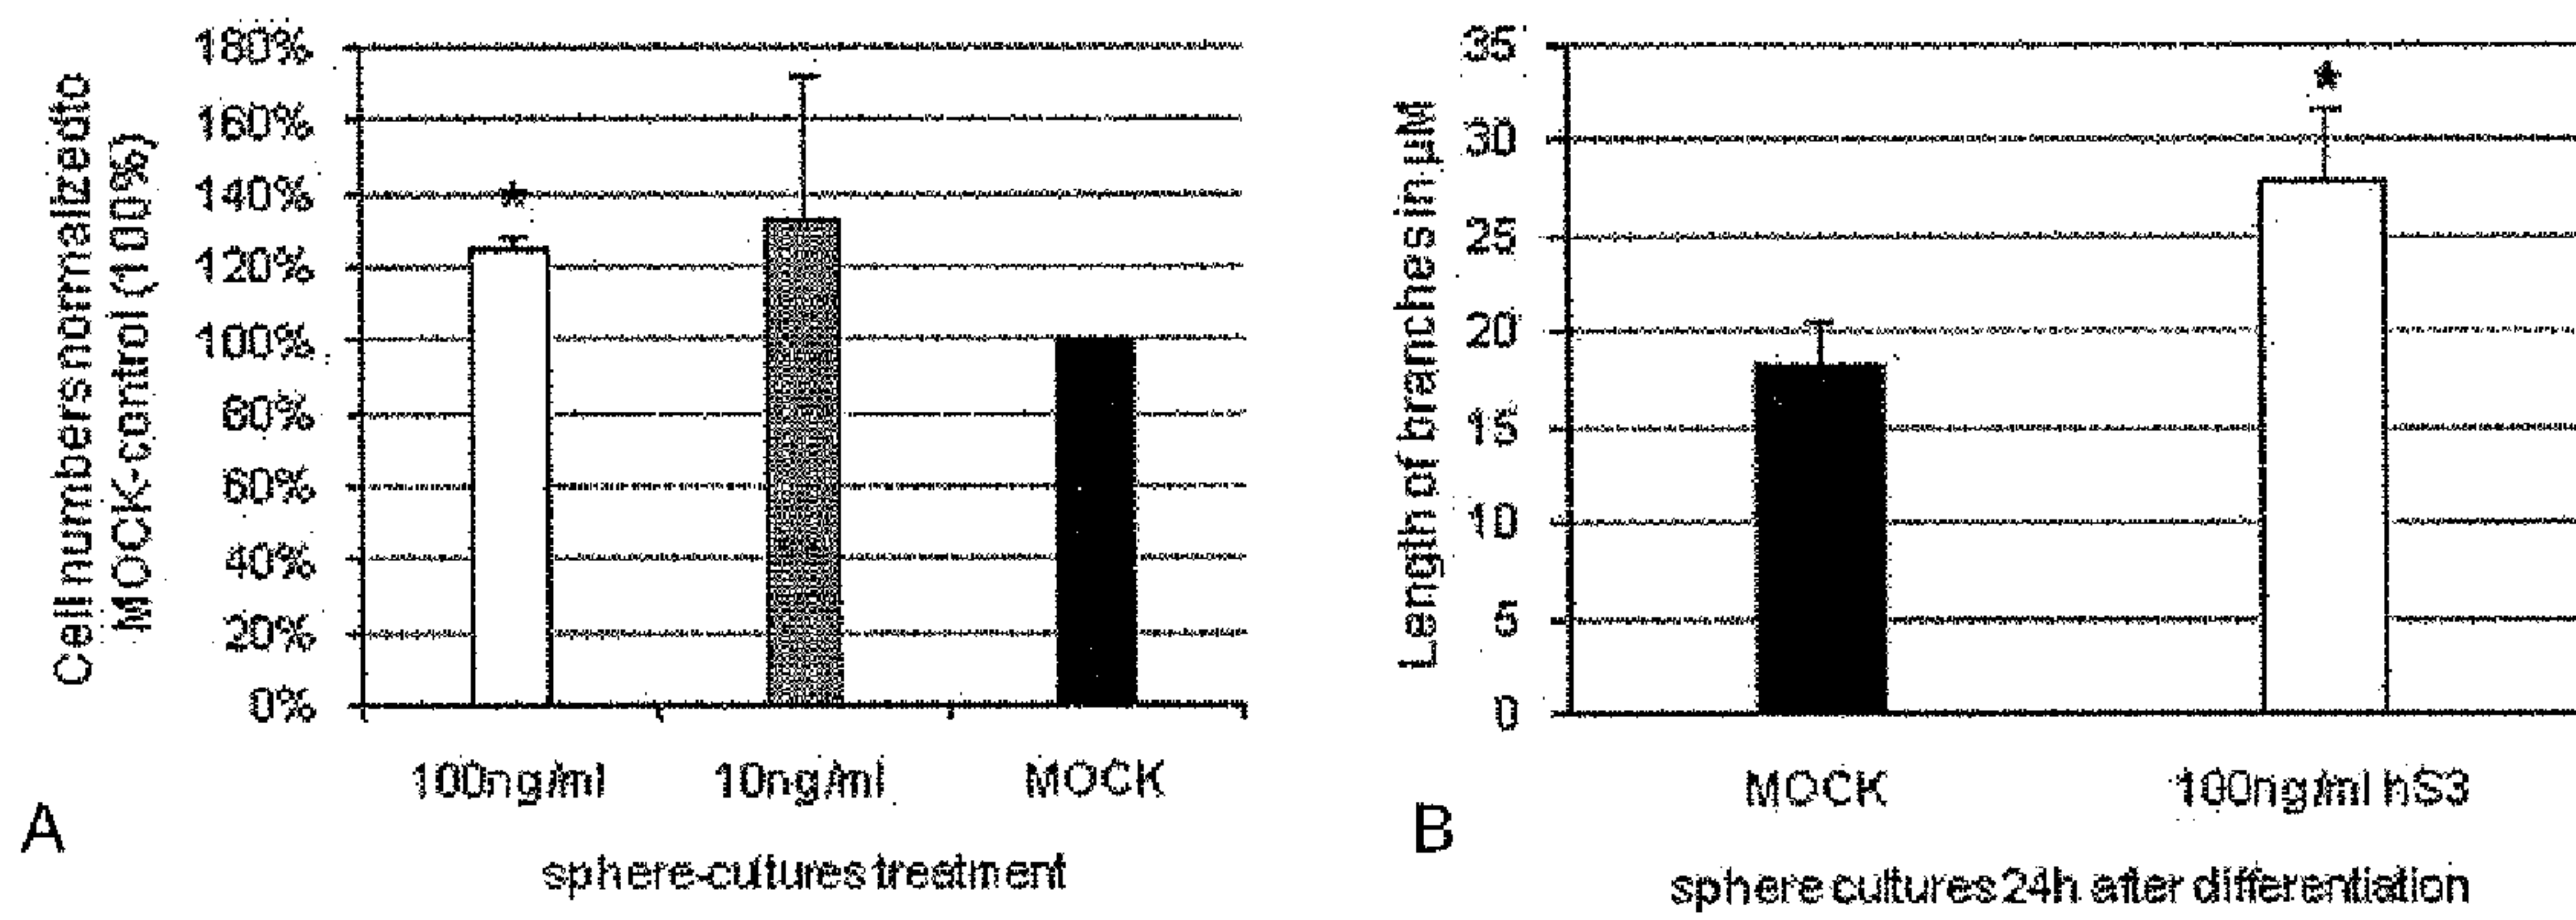 Cell numbers nomalized to
MOCK-control (100%)
180%
160%
140%
120%
100%
80%
60%
40%
20%
0%
*
100ng/ml
10ng/ml
MOCK
A
sphere-cultures treatment
Length of branches in µM
35
30
25
20
15
10
5
0
*
MOCK
100ng/ml hS3
B
sphere cultures 24h after differentiation